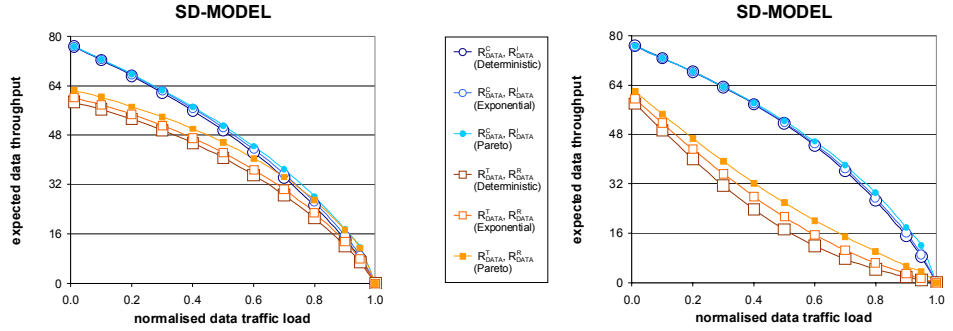 SD-MODEL
expected data throughput
80
64
48
32
16
0
0.0 0.2 0.4 0.6 0.8 1.0
normalised data traffic load
R^C_DATA, R^I_DATA
(Deterministic)
R^C_DATA, R^I_DATA
(Exponential)
R^C_DATA, R^I_DATA
(Pareto)
R^T_DATA, R^R_DATA
(Deterministic)
R^T_DATA, R^R_DATA
(Exponential)
R^T_DATA, R^R_DATA
(Pareto)
SD-MODEL
expected data throughput
80
64
48
32
16
0
0.0 0.2 0.4 0.6 0.8 1.0
normalised data traffic load